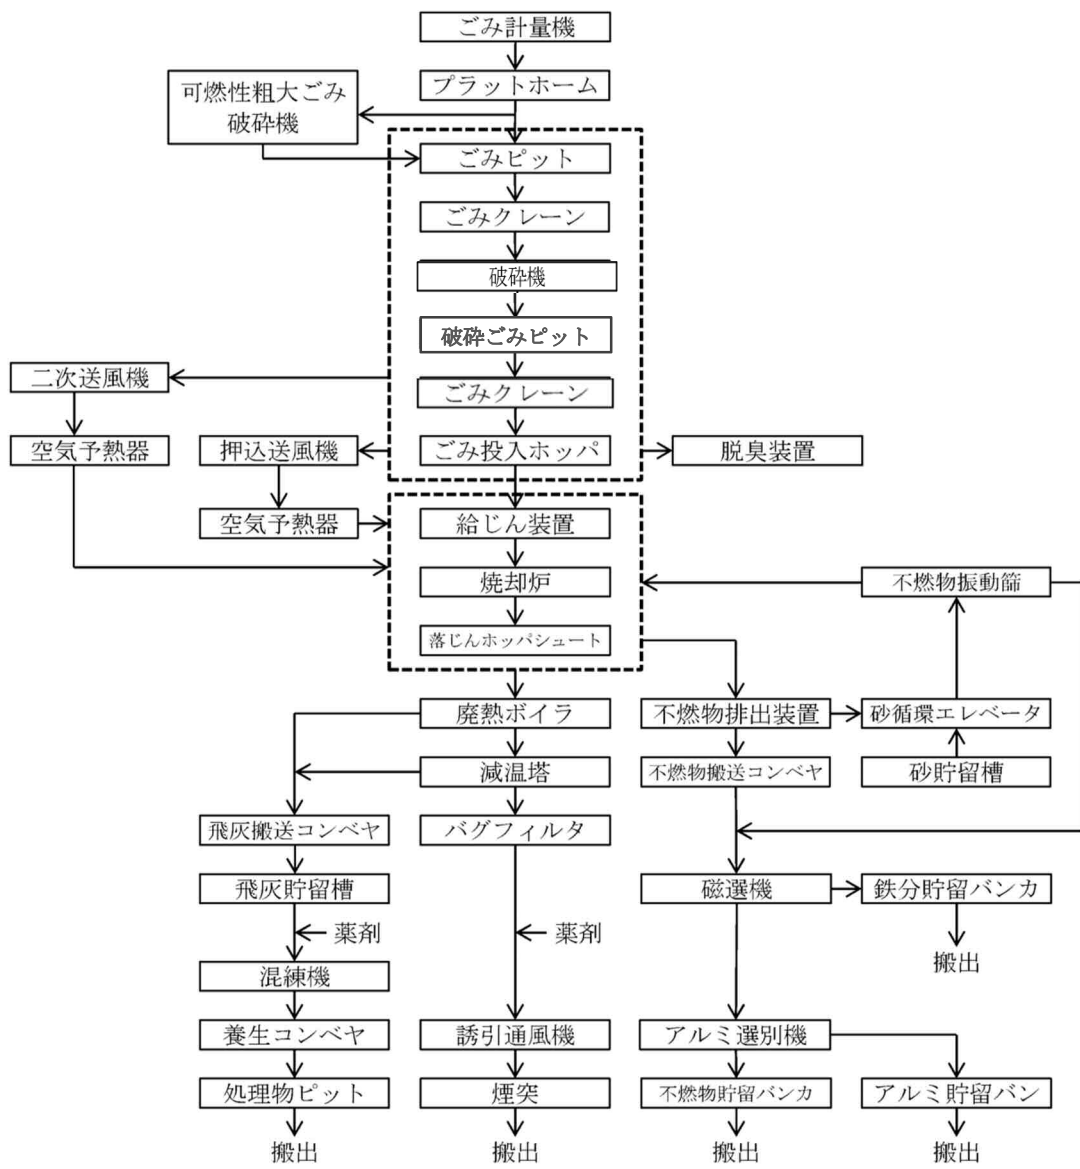 ごみ計量機
プラットホーム
可燃性粗大ごみ
破砕機
ごみピット
ごみクレーン
破砕機
破砕ごみピット
二次送風機
ごみクレーン
空気予熱器
押込送風機
ごみ投入ホッパ
脱臭装置
空気予熱器
給じん装置
焼却炉
不燃物振動篩
落じんホッパシュート
廃熱ボイラ
不燃物排出装置
砂循環エレベータ
減温塔
不燃物搬送コンベヤ
砂貯留槽
飛灰搬送コンベヤ
バグフィルタ
飛灰貯留槽
磁選機
鉄分貯留バンカ
薬剤
薬剤
搬出
混練機
養生コンベヤ
誘引通風機
アルミ選別機
処理物ピット
煙突
不燃物貯留バンカ
アルミ貯留バン
搬出
搬出
搬出
搬出